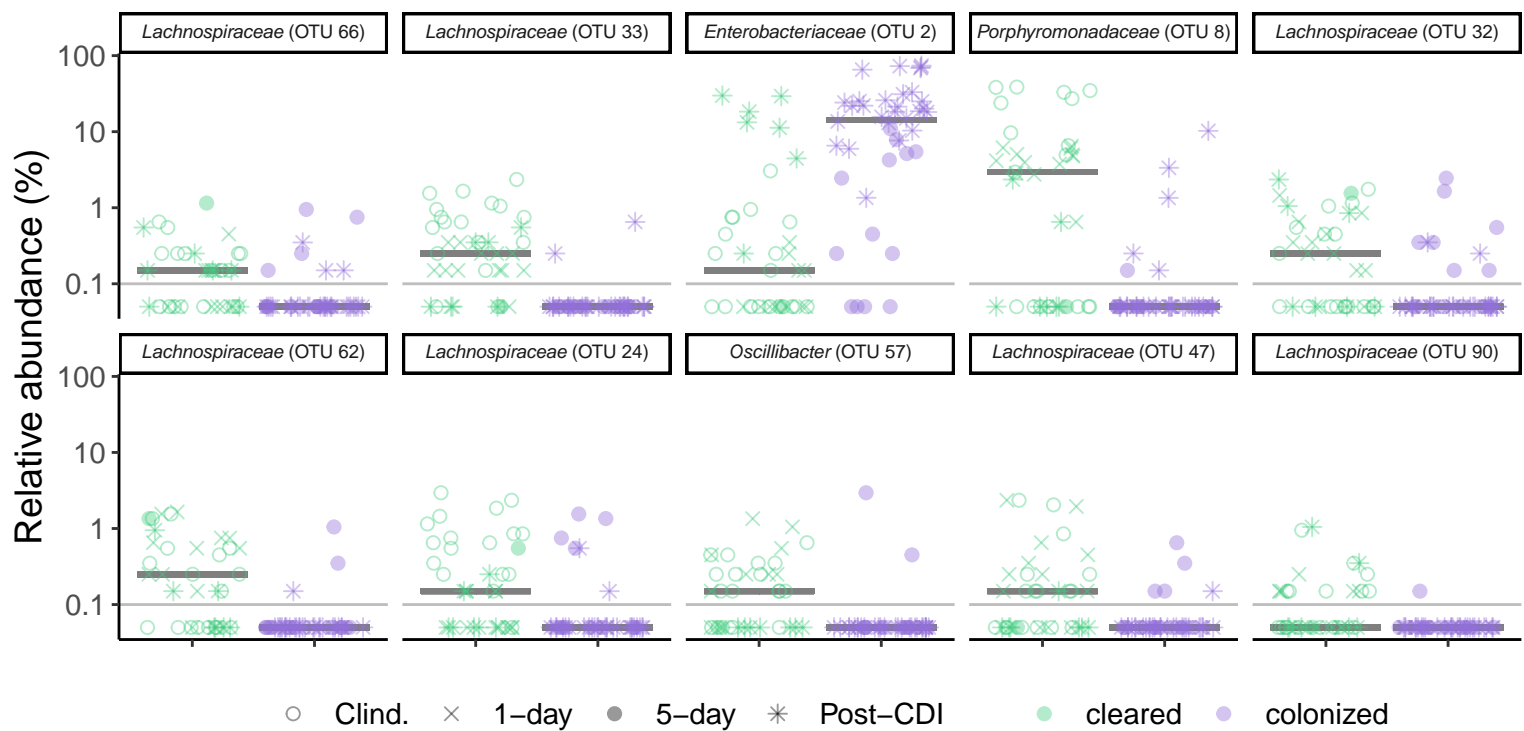 Lachnospiraceae (OTU 66)
Lachnospiraceae (OTU 33)
Enterobacteriaceae (OTU 2)
Porphyromonadaceae (OTU 8)
Lachnospiraceae (OTU 32)
100
10
1
0.1
Relative abundance (%)
Lachnospiraceae (OTU 62)
Lachnospiraceae (OTU 24)
Oscillibacter (OTU 57)
Lachnospiraceae (OTU 47)
Lachnospiraceae (OTU 90)
100
10
1
0.1
Clind. 1−day 5−day Post−CDI cleared colonized